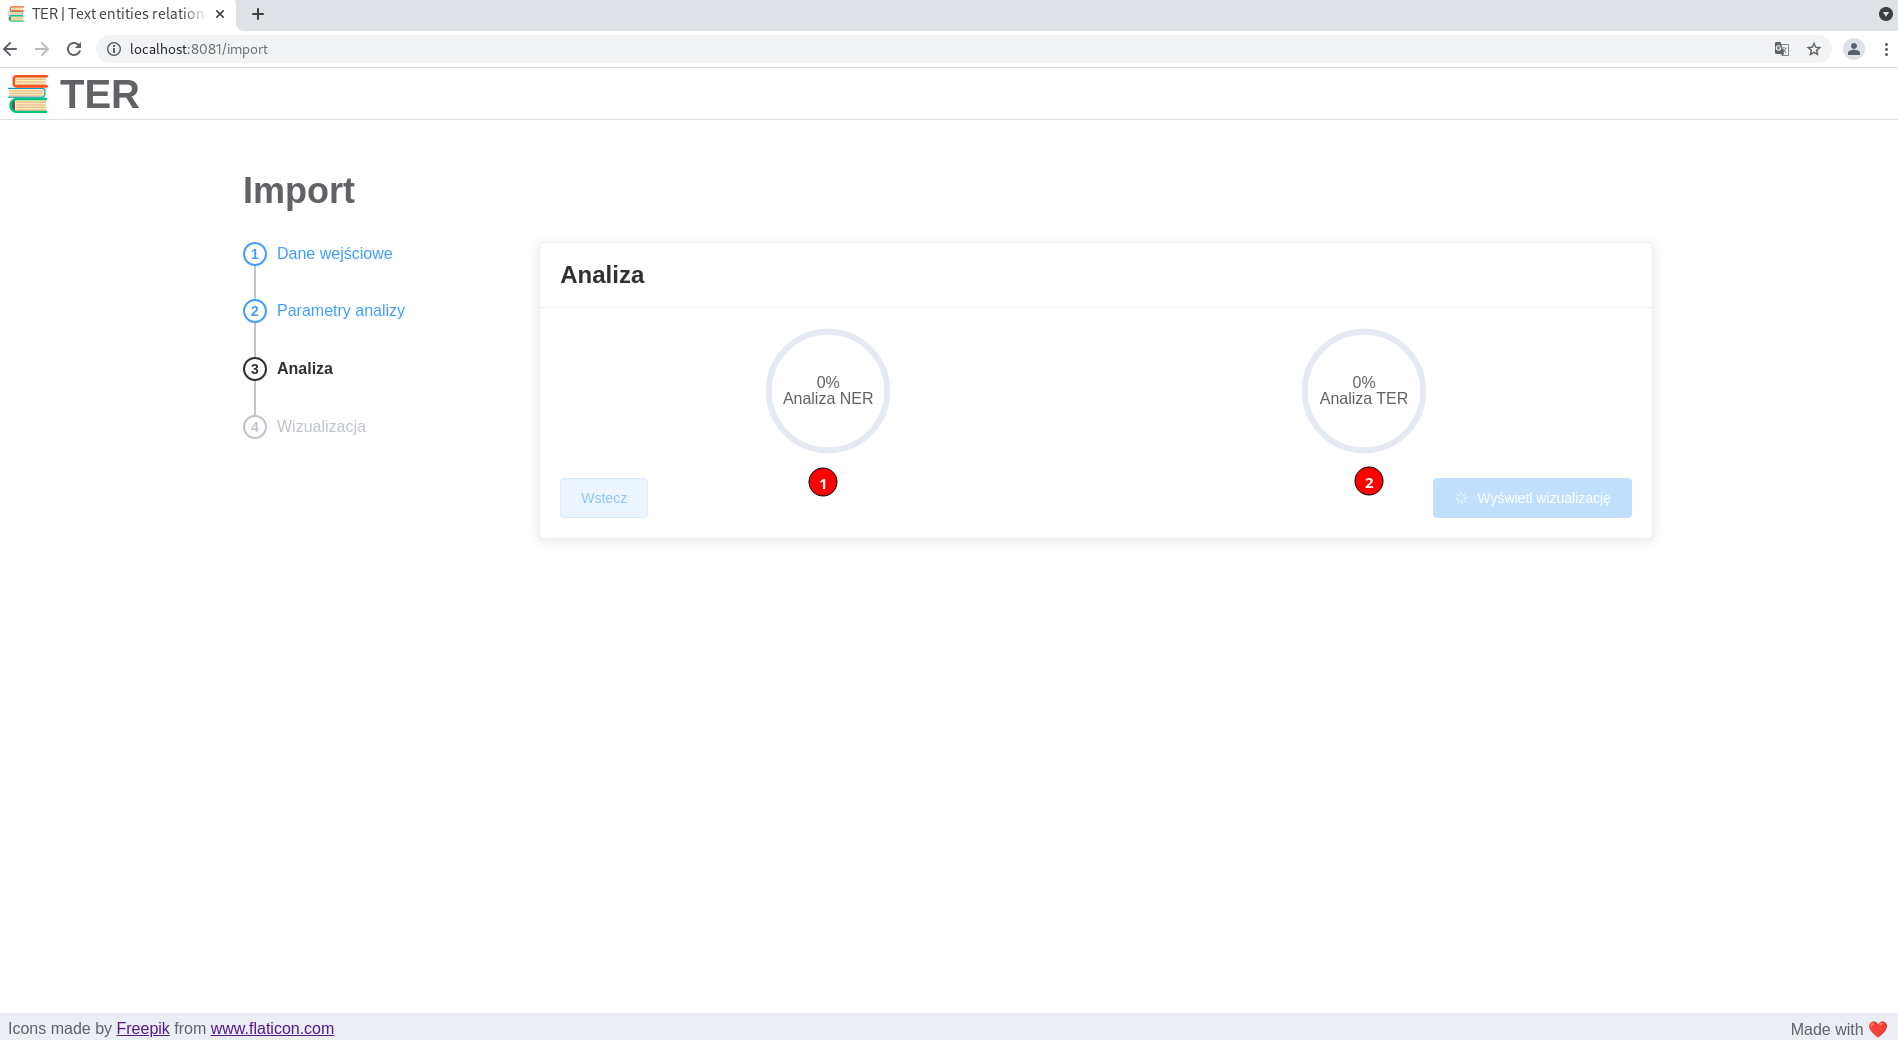 TER | Text entities relation
localhost:8081/import
TER
Import
1 Dane wejściowe
2 Parametry analizy
3 Analiza
4 Wizualizacja
Analiza
0%
Analiza NER
0%
Analiza TER
1
2
Wstecz
Wyświetl wizualizację
Icons made by Freepik from www.flaticon.com
Made with ❤️